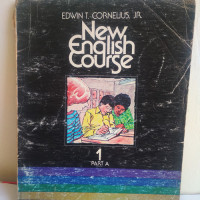 EDWIN T. CORNELIUS, JR.
New
English
Course
1
PART A